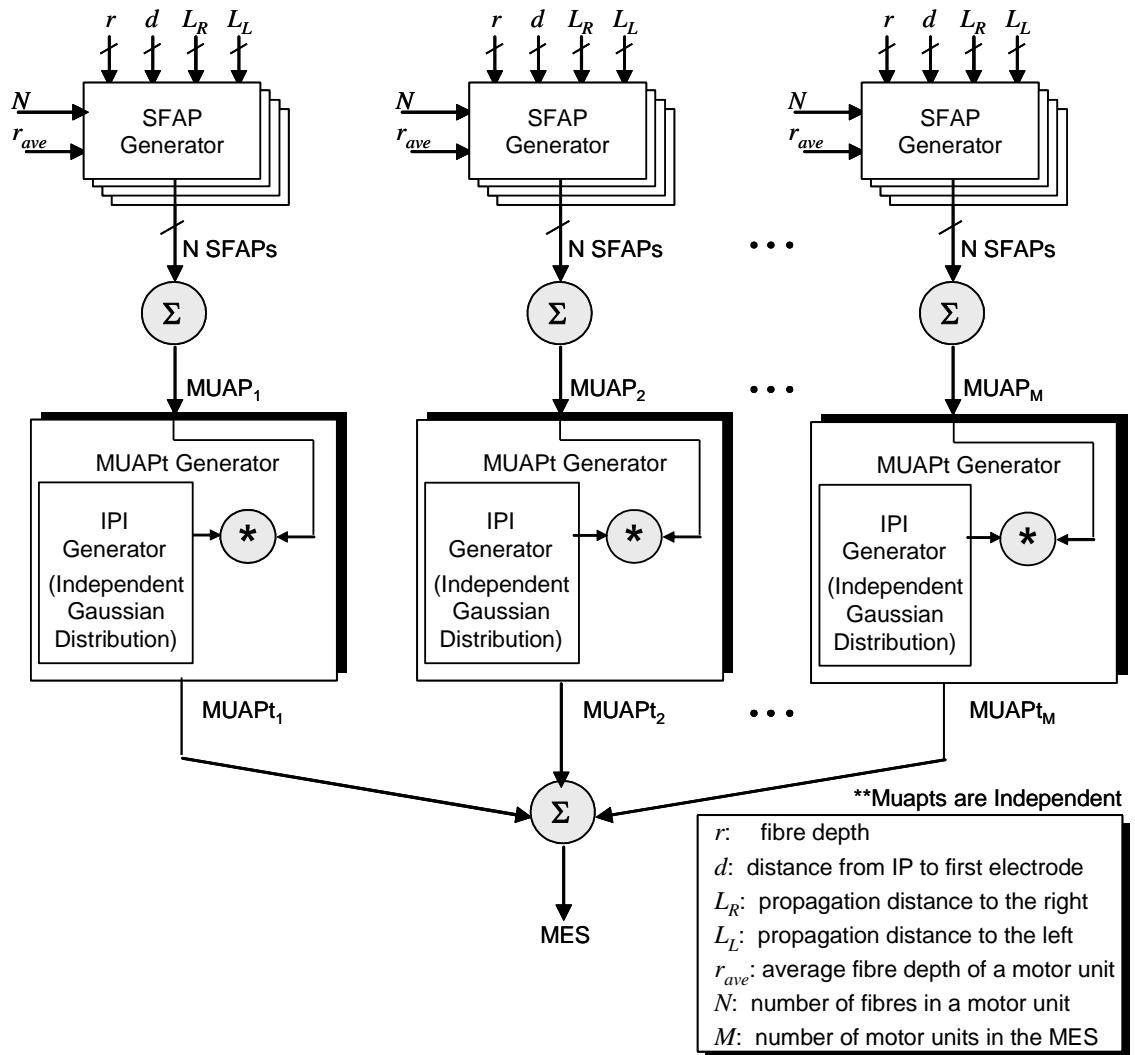 r d L_R L_L
r d L_R L_L
r d L_R L_L
N
r_ave
SFAP
Generator
N
r_ave
SFAP
Generator
N
r_ave
SFAP
Generator
N SFAPs
N SFAPs
N SFAPs
• • •
Σ
Σ
Σ
MUAP₁
MUAP₂
• • •
MUAP_M
MUAPt Generator
IPI
Generator
(Independent
Gaussian
Distribution)
*
MUAPt Generator
IPI
Generator
(Independent
Gaussian
Distribution)
*
MUAPt Generator
IPI
Generator
(Independent
Gaussian
Distribution)
*
MUAPt₁
MUAPt₂
• • •
MUAPt_M
Σ
MES
**Muapts are Independent
r: fibre depth
d: distance from IP to first electrode
L_R: propagation distance to the right
L_L: propagation distance to the left
r_ave: average fibre depth of a motor unit
N: number of fibres in a motor unit
M: number of motor units in the MES